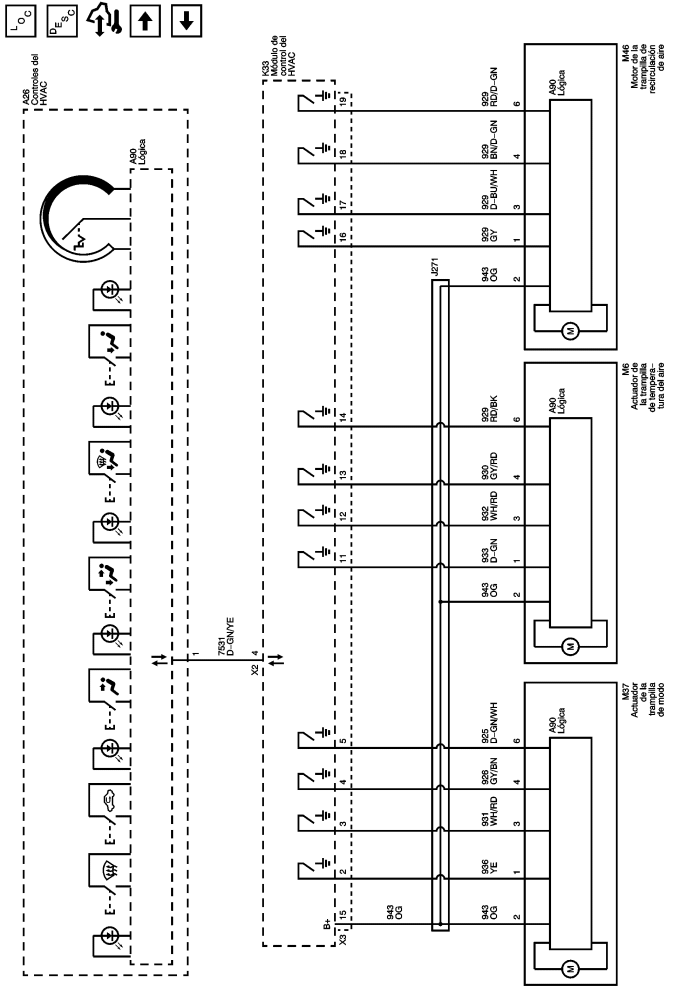 LOC
DESC
A26
Controles del
HVAC
A90
Lógica
1
7531
D-GN/YE
4
X2
K33
Módulo de
control del
HVAC
19
18
17
16
14
13
12
11
5
4
3
2
B+
15
X3
J271
M46
Motor de la
trampilla de
recirculación
de aire
A90
Lógica
929
RD/D-GN
6
929
BN/D-GN
4
929
D-BU/WH
3
929
GY
1
943
OG
2
M
M6
Actuador de
la trampilla
de tempera-
tura del aire
A90
Lógica
929
RD/BK
6
930
GY/RD
4
932
WH/RD
3
933
D-GN
1
943
OG
2
M
M37
Actuador
de la
trampilla
de modo
A90
Lógica
925
D-GN/WH
6
926
GY/BN
4
931
WH/RD
3
936
YE
1
943
OG
943
OG
2
M